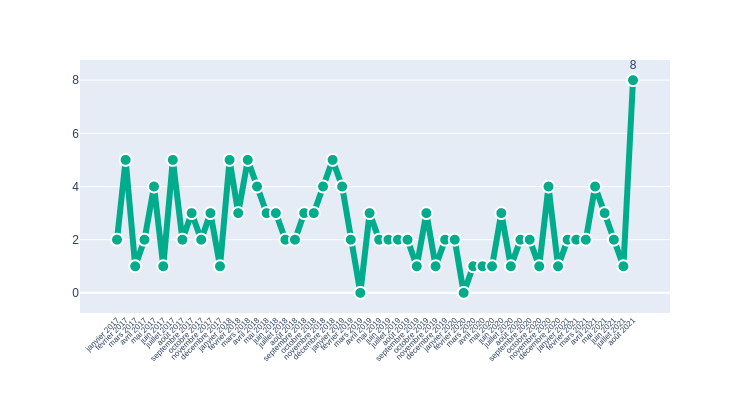 8
8
6
4
2
0
janvier 2017
février 2017
mars 2017
avril 2017
mai 2017
juin 2017
juillet 2017
août 2017
septembre 2017
octobre 2017
novembre 2017
décembre 2017
janvier 2018
février 2018
mars 2018
avril 2018
mai 2018
juin 2018
juillet 2018
août 2018
septembre 2018
octobre 2018
novembre 2018
décembre 2018
janvier 2019
février 2019
mars 2019
avril 2019
mai 2019
juin 2019
juillet 2019
août 2019
septembre 2019
octobre 2019
novembre 2019
décembre 2019
janvier 2020
février 2020
mars 2020
avril 2020
mai 2020
juin 2020
juillet 2020
août 2020
septembre 2020
octobre 2020
novembre 2020
décembre 2020
janvier 2021
février 2021
mars 2021
avril 2021
mai 2021
juin 2021
juillet 2021
août 2021